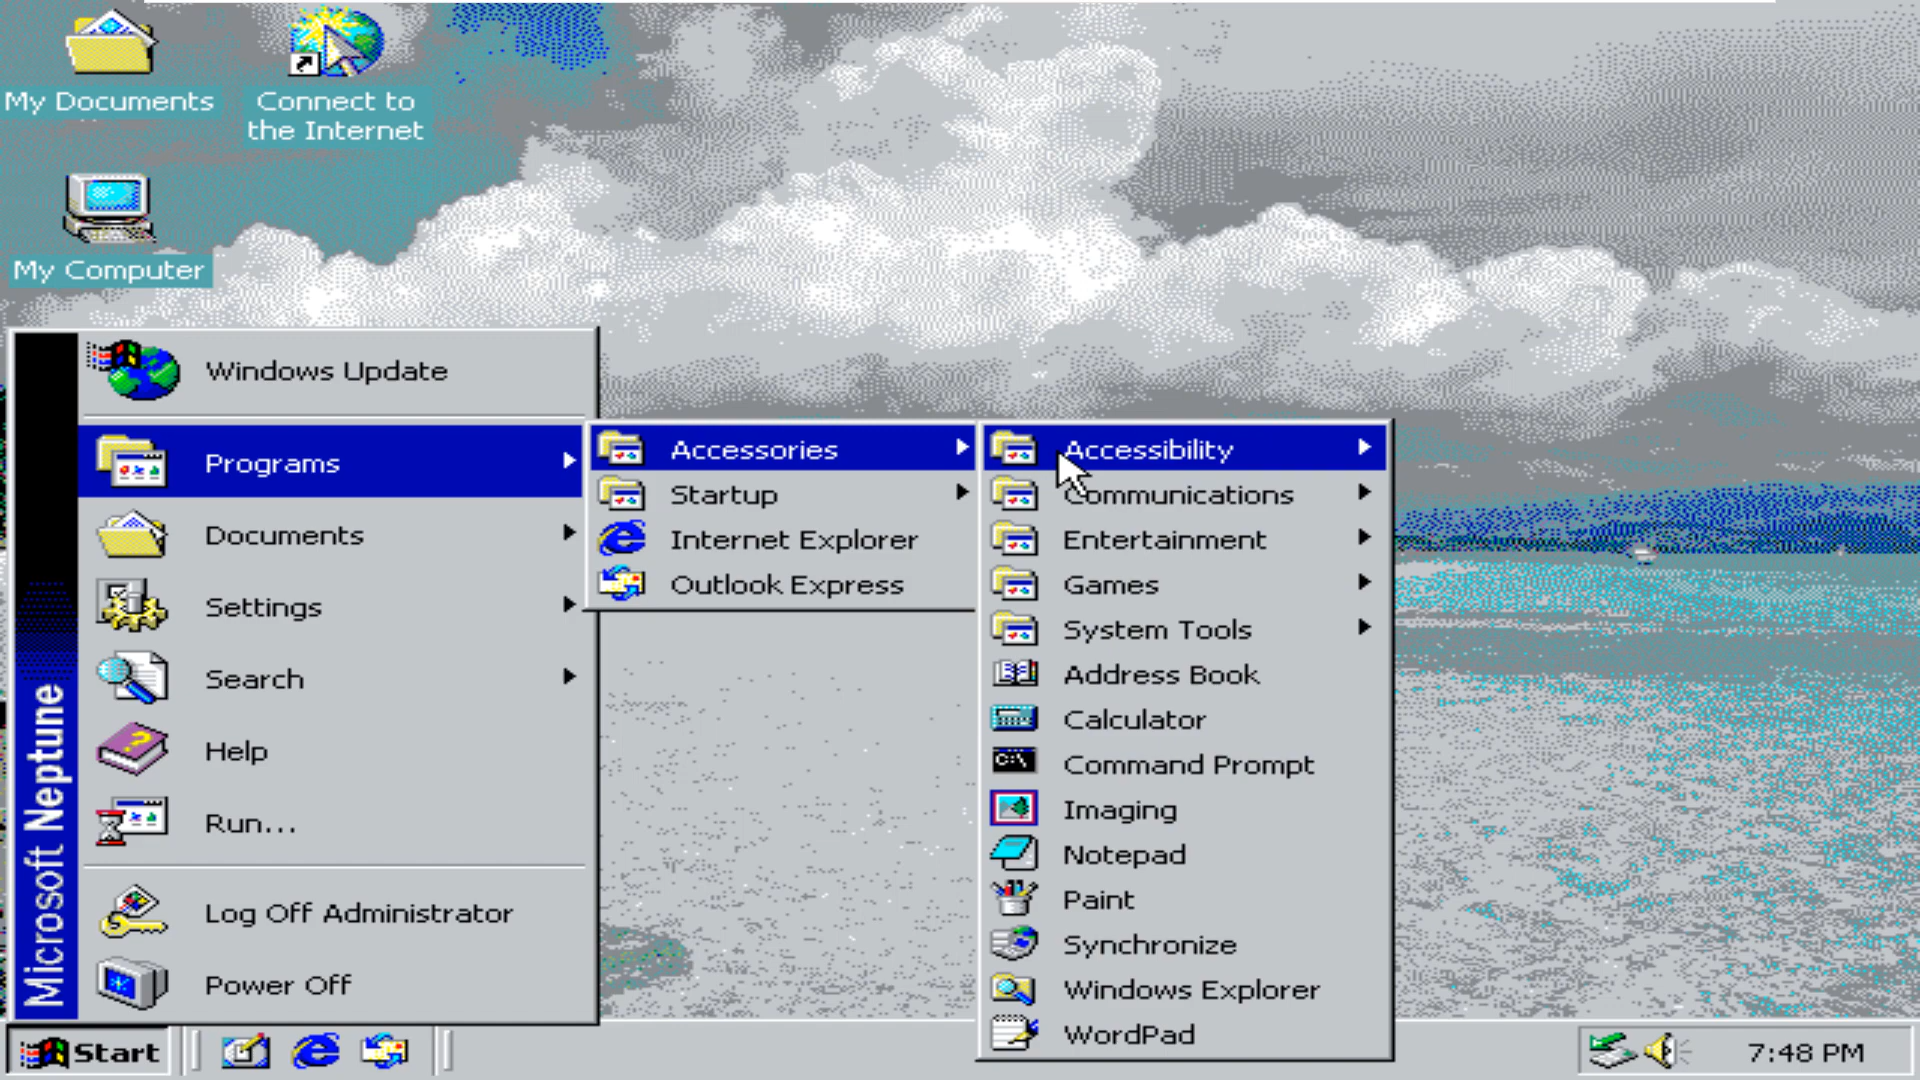 My Documents
Connect to
the Internet
My Computer
Windows Update
Programs
Documents
Settings
Search
Help
Run...
Log Off Administrator
Power Off
Microsoft Neptune
Accessories
Startup
Internet Explorer
Outlook Express
Accessibility
Communications
Entertainment
Games
System Tools
Address Book
Calculator
Command Prompt
Imaging
Notepad
Paint
Synchronize
Windows Explorer
WordPad
Start
7:48 PM